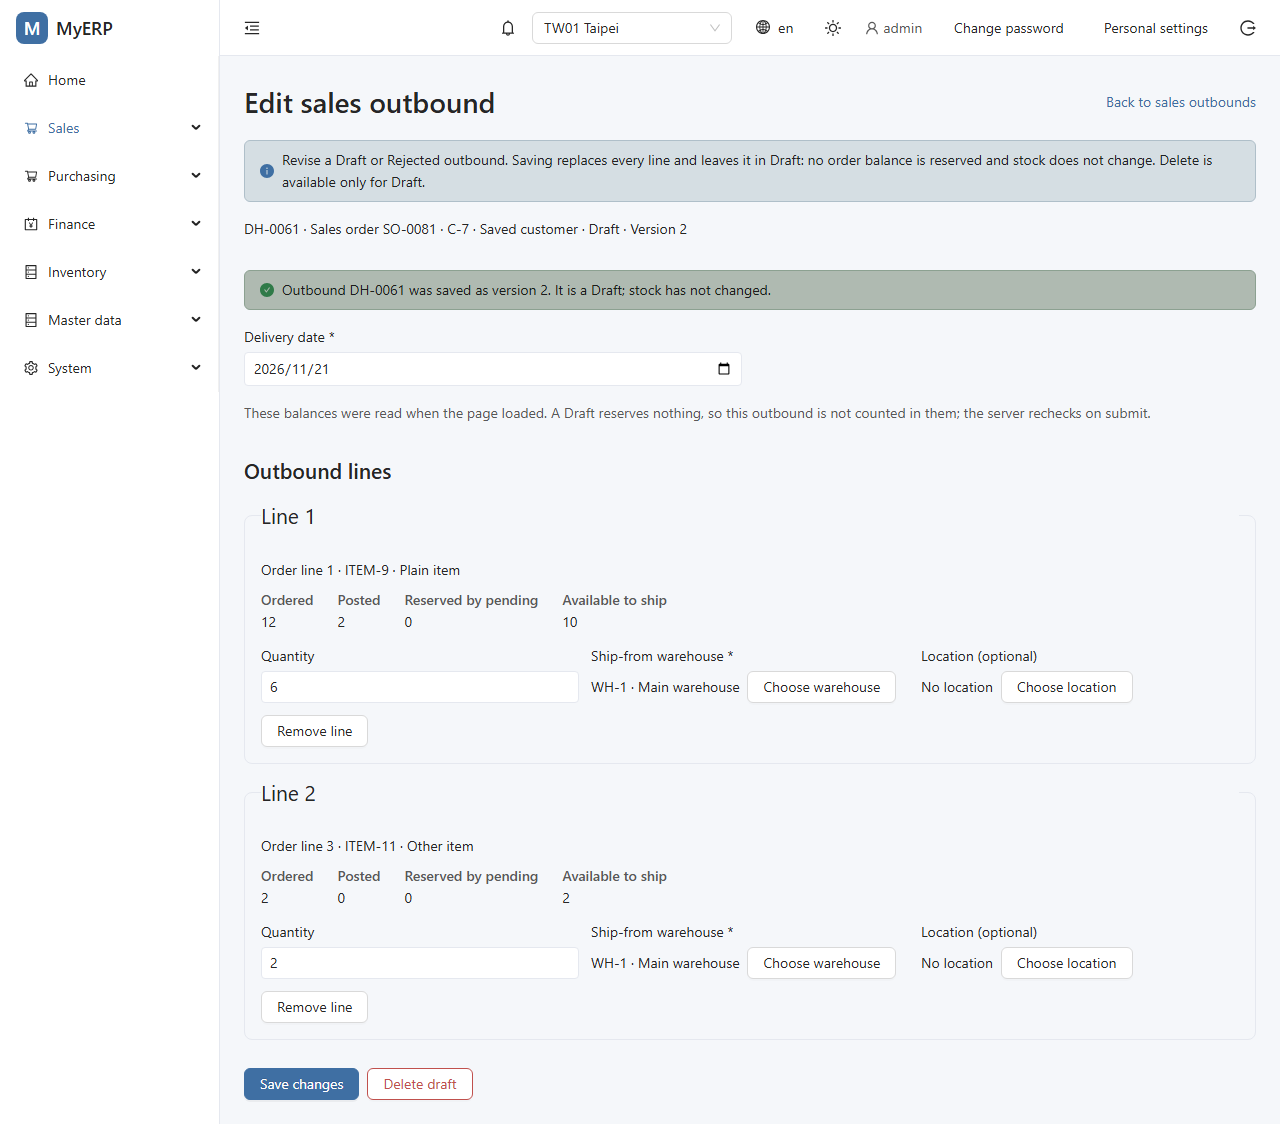 M MyERP
TW01 Taipei
en
admin
Change password
Personal settings
Home
Sales
Purchasing
Finance
Inventory
Master data
System
Edit sales outbound
Back to sales outbounds
Revise a Draft or Rejected outbound. Saving replaces every line and leaves it in Draft: no order balance is reserved and stock does not change. Delete is
available only for Draft.
DH-0061 · Sales order SO-0081 · C-7 · Saved customer · Draft · Version 2
Outbound DH-0061 was saved as version 2. It is a Draft; stock has not changed.
Delivery date *
2026/11/21
These balances were read when the page loaded. A Draft reserves nothing, so this outbound is not counted in them; the server rechecks on submit.
Outbound lines
Line 1
Order line 1 · ITEM-9 · Plain item
Ordered Posted Reserved by pending Available to ship
12 2 0 10
Quantity Ship-from warehouse * Location (optional)
6 WH-1 · Main warehouse Choose warehouse No location Choose location
Remove line
Line 2
Order line 3 · ITEM-11 · Other item
Ordered Posted Reserved by pending Available to ship
2 0 0 2
Quantity Ship-from warehouse * Location (optional)
2 WH-1 · Main warehouse Choose warehouse No location Choose location
Remove line
Save changes Delete draft